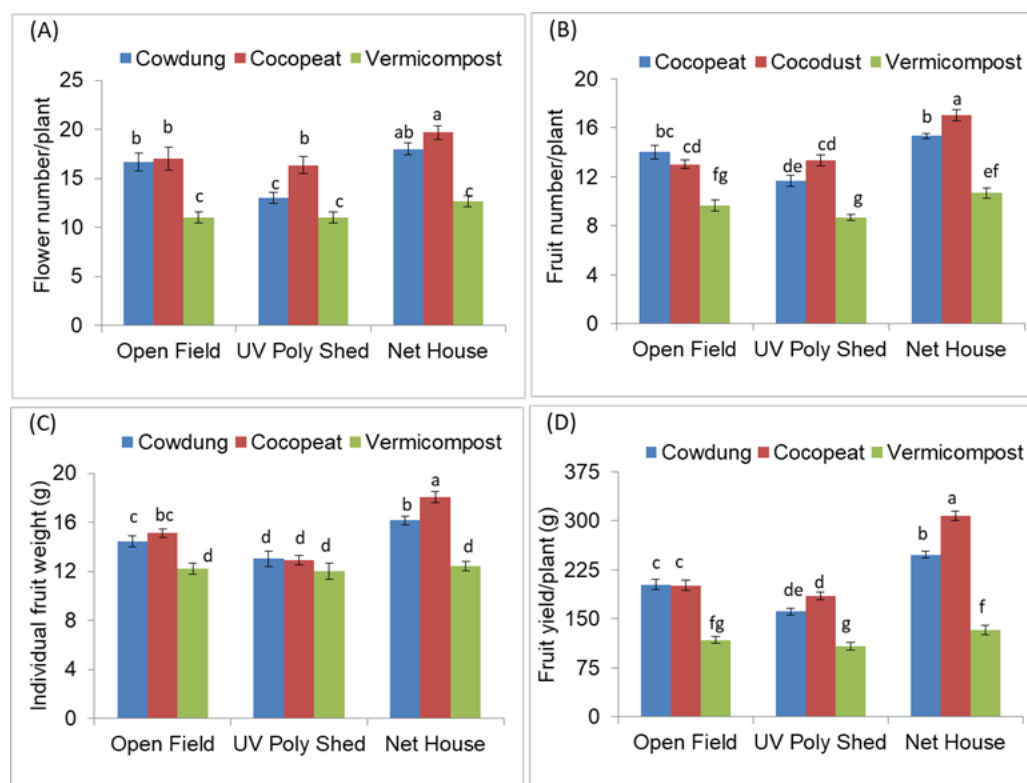 (A)
Cowdung Cocopeat Vermicompost
Flower number/plant
25
20
15
10
5
0
b b c
c b c
ab a c
Open Field UV Poly Shed Net House
(B)
Cocopeat Cocodust Vermicompost
Fruit number/plant
20
16
12
8
4
0
bc cd fg
de cd g
b a ef
Open Field UV Poly Shed Net House
(C)
Cowdung Cocopeat Vermicompost
Individual fruit weight (g)
20
16
12
8
4
0
c bc d
d d d
b a d
Open Field UV Poly Shed Net House
(D)
Cowdung Cocopeat Vermicompost
Fruit yield/plant (g)
375
300
225
150
75
0
c c fg
de d g
b a f
Open Field UV Poly Shed Net House